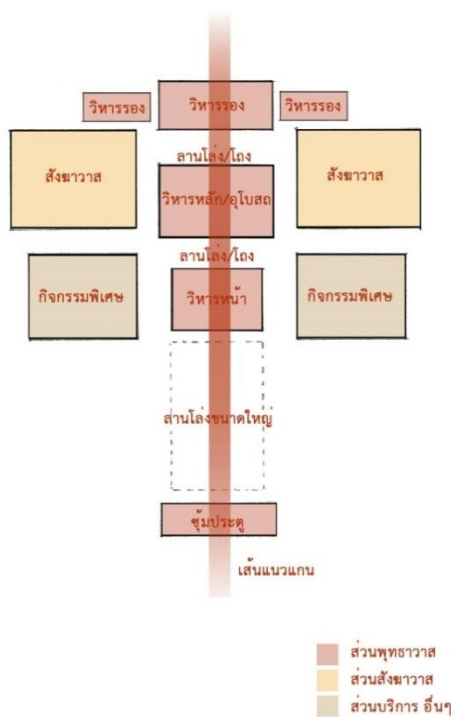 วิหารรอง วิหารรอง วิหารรอง
ลานโล่ง/โถง
สังฆาวาส วิหารหลัก/อุโบสถ สังฆาวาส
ลานโล่ง/โถง
กิจกรรมพิเศษ วิหารหน้า กิจกรรมพิเศษ
ลานโล่งขนาดใหญ่
ซุ้มประตู
เส้นแนวแกน
ส่วนพุทธาวาส
ส่วนสังฆาวาส
ส่วนบริการ อื่นๆ